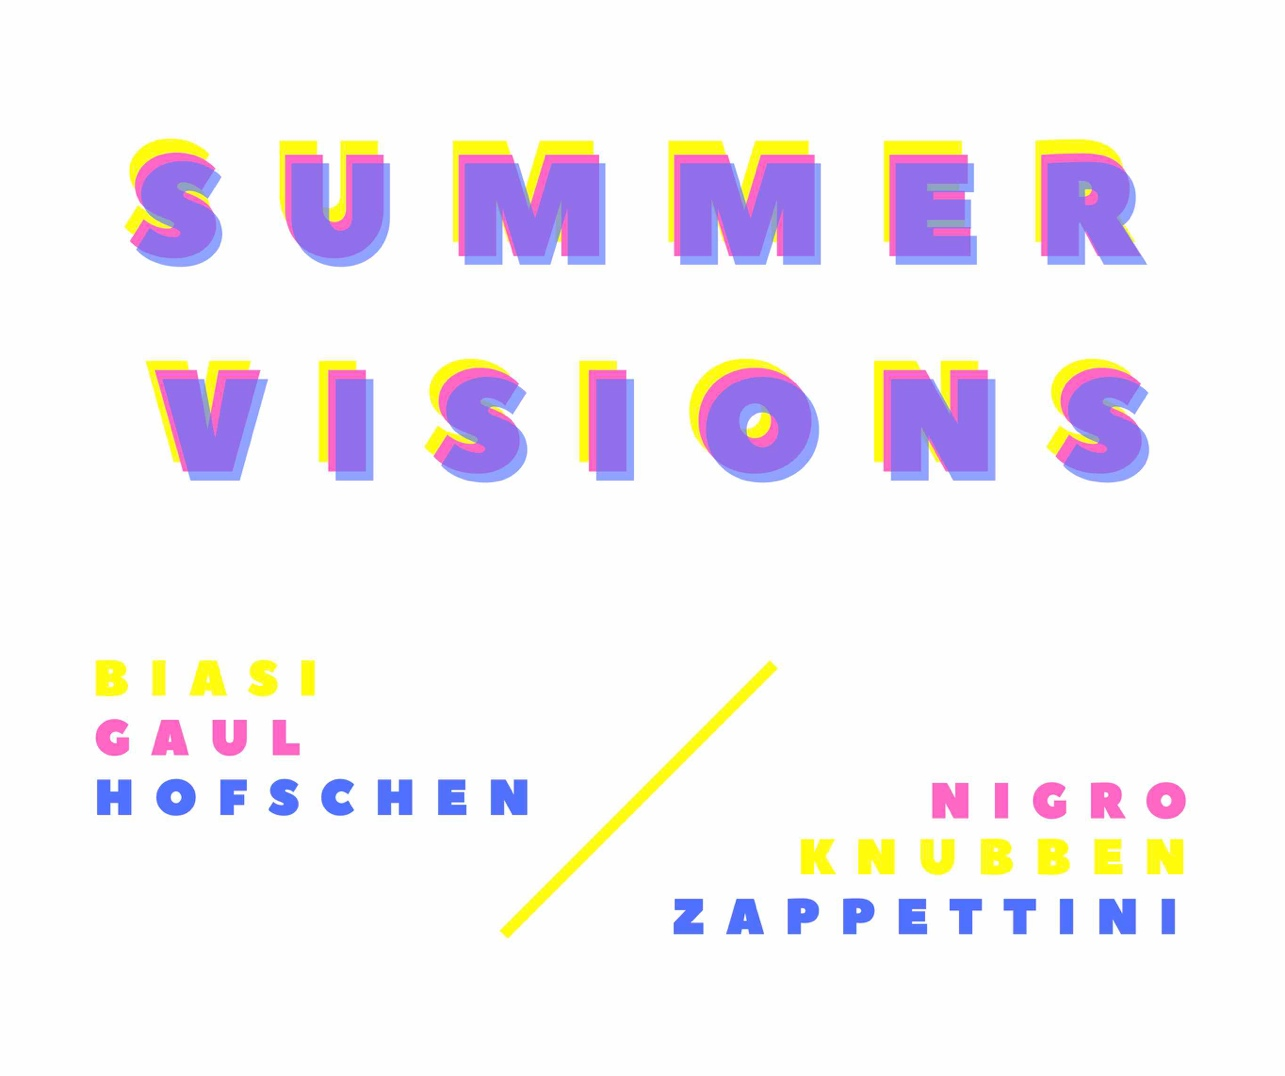 SUMMER
VISIONS
BIASI
GAUL
HOFSCHEN
NIGRO
KNUBBEN
ZAPPETTINI